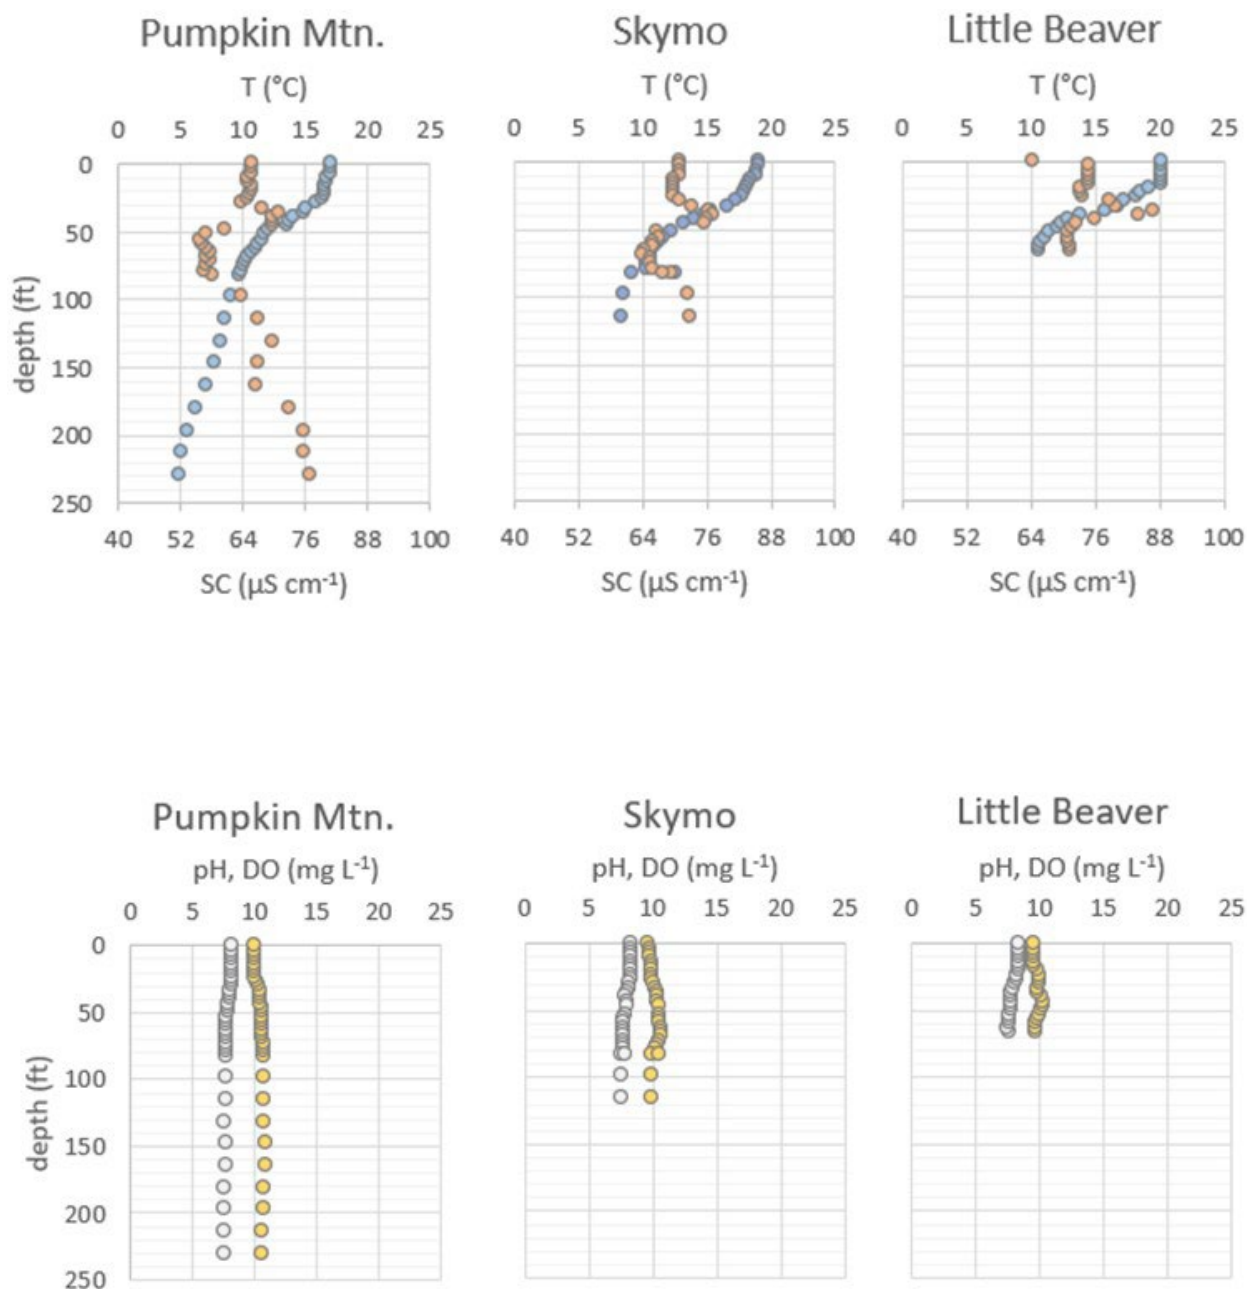 Pumpkin Mtn. Skymo Little Beaver
T (°C) T (°C) T (°C)
0 5 10 15 20 25 0 5 10 15 20 25 0 5 10 15 20 25
0
50
100
150
200
250
depth (ft)
40 52 64 76 88 100 40 52 64 76 88 100 40 52 64 76 88 100
SC (µS cm⁻¹) SC (µS cm⁻¹) SC (µS cm⁻¹)
Pumpkin Mtn. Skymo Little Beaver
pH, DO (mg L⁻¹) pH, DO (mg L⁻¹) pH, DO (mg L⁻¹)
0 5 10 15 20 25 0 5 10 15 20 25 0 5 10 15 20 25
0
50
100
150
200
250
depth (ft)